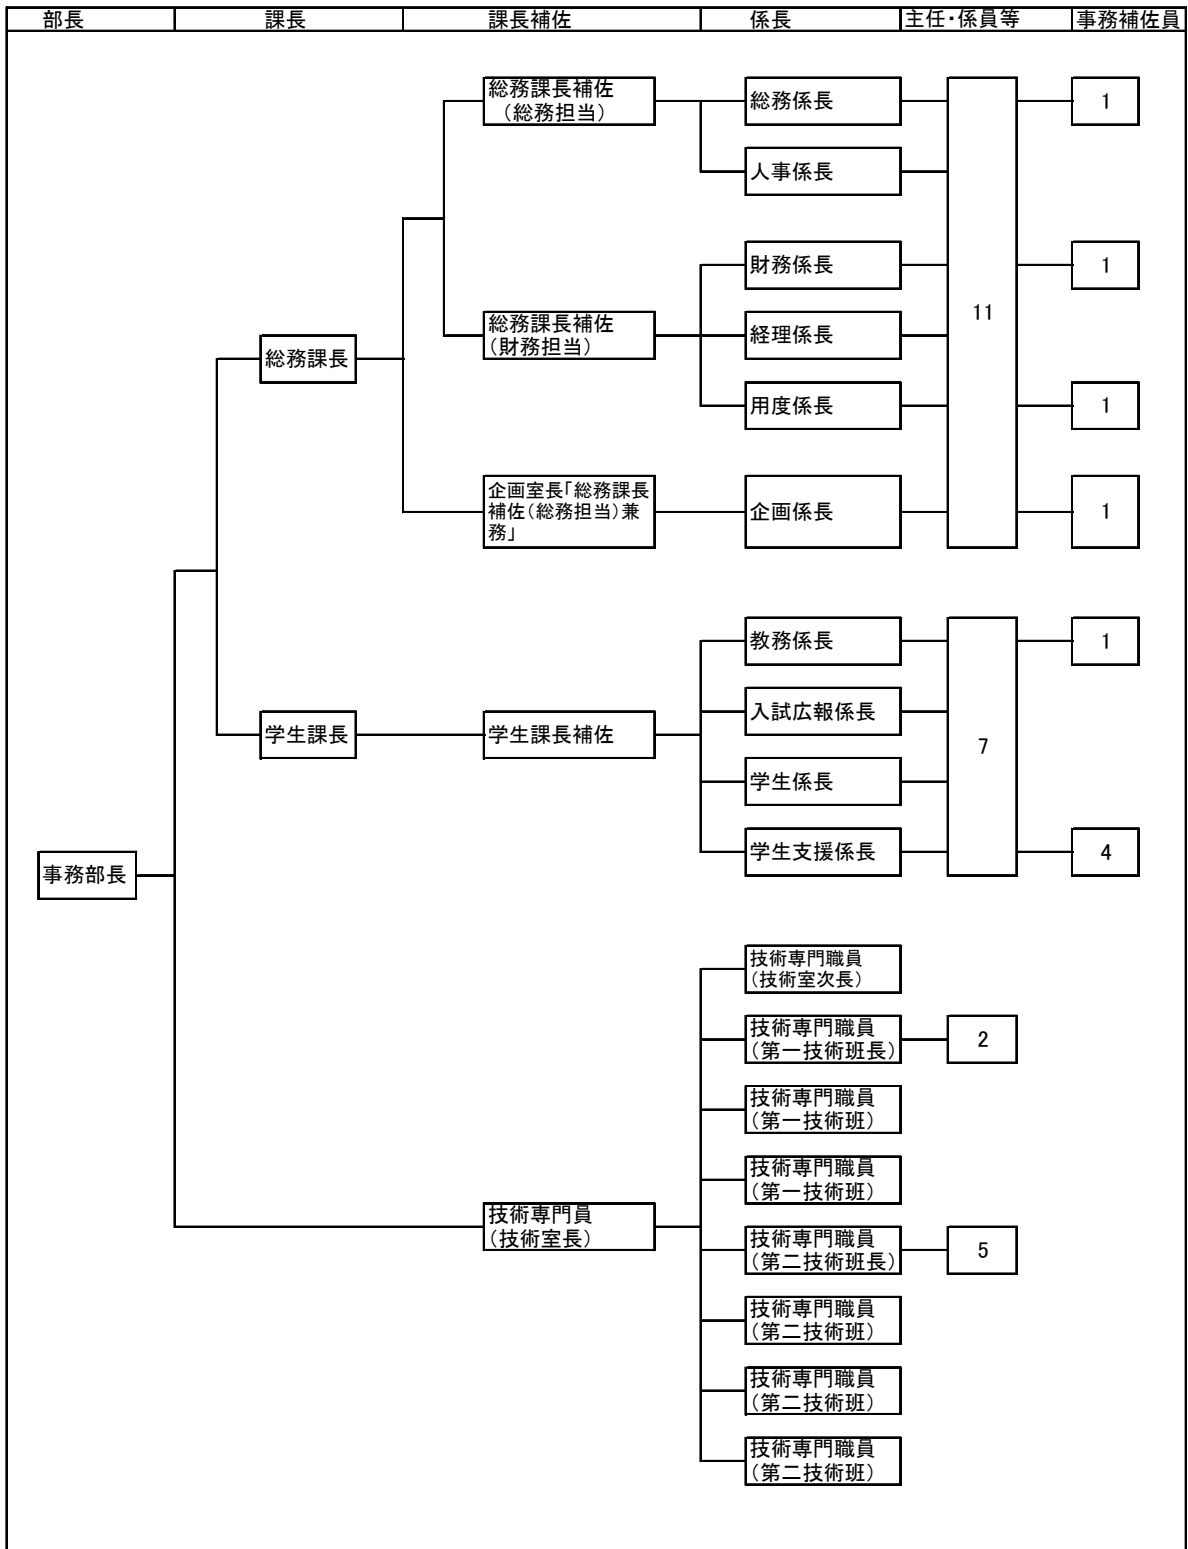 部長
課長
課長補佐
係長
主任・係員等
事務補佐員
総務課長補佐
(総務担当)
総務係長
1
人事係長
財務係長
1
11
総務課長
総務課長補佐
(財務担当)
経理係長
用度係長
1
企画室長「総務課長
補佐(総務担当)兼
務」
企画係長
1
教務係長
1
入試広報係長
学生課長
学生課長補佐
7
学生係長
学生支援係長
4
事務部長
技術専門職員
(技術室次長)
技術専門職員
(第一技術班長)
2
技術専門職員
(第一技術班)
技術専門職員
(第一技術班)
技術専門員
(技術室長)
技術専門職員
(第二技術班長)
5
技術専門職員
(第二技術班)
技術専門職員
(第二技術班)
技術専門職員
(第二技術班)